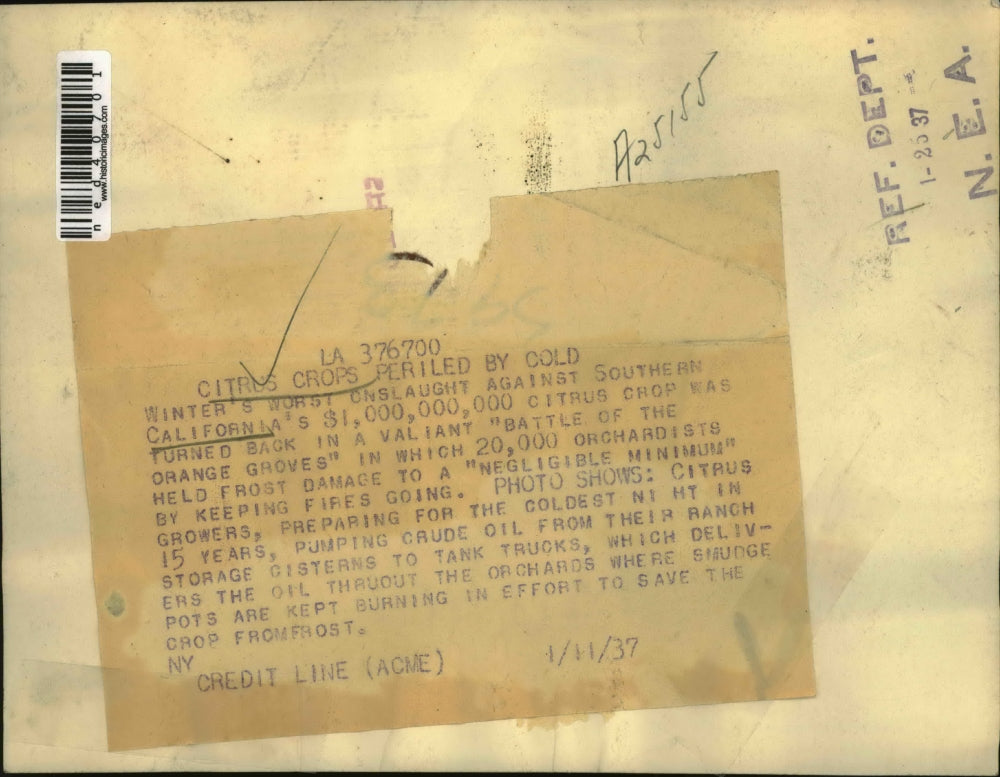 REF. DEPT.
1-26 37
N. E. A.
A25155
www.historicimages.com
LA 376700
CITRUS CROPS PERILED BY COLD
WINTER'S WORST ONSLAUGHT AGAINST SOUTHERN
CALIFORNIA'S $1,000,000,000 CITRUS CROP WAS
TURNED BACK IN A VALIANT "BATTLE OF THE
ORANGE GROVES" IN WHICH 20,000 ORCHARDISTS
HELD FROST DAMAGE TO A "NEGLIGIBLE MINIMUM"
BY KEEPING FIRES GOING. PHOTO SHOWS: CITRUS
GROWERS, PREPARING FOR THE COLDEST NI HT IN
15 YEARS, PUMPING CRUDE OIL FROM THEIR RANCH
STORAGE CISTERNS TO TANK TRUCKS, WHICH DELIV-
ERS THE OIL THRUOUT THE ORCHARDS WHERE SMUDGE
POTS ARE KEPT BURNING IN EFFORT TO SAVE THE
CROP FROMFROST.
NY
CREDIT LINE (ACME) 1/11/37